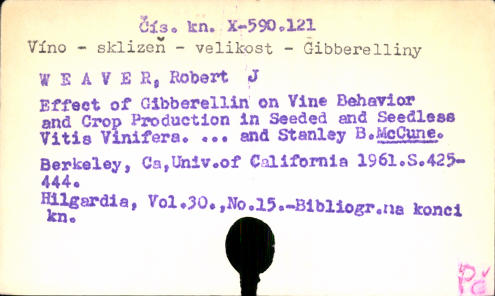 Čís. kn. X-590.121
Víno - sklizeň - velikost - Gibberelliny
W E A V E R, Robert J
Effect of Gibberellin on Vine Behavior
and Crop Production in Seeded and Seedless
Vitis Vinifera. ... and Stanley B.McCune.
Berkeley, Ca,Univ.of California 1961.S.425-
444.
Hilgardia, Vol.30.,No.15.-Bibliogr.na konci
kn.
Pá